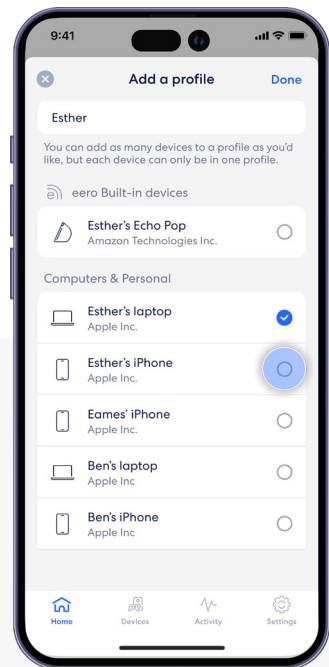 9:41
Add a profile
Done
Esther
You can add as many devices to a profile as you'd
like, but each device can only be in one profile.
eero Built-in devices
Esther's Echo Pop
Amazon Technologies Inc.
Computers & Personal
Esther's laptop
Apple Inc.
Esther's iPhone
Apple Inc.
Eames' iPhone
Apple Inc.
Ben's laptop
Apple Inc
Ben's iPhone
Apple Inc
Home
Devices
Activity
Settings